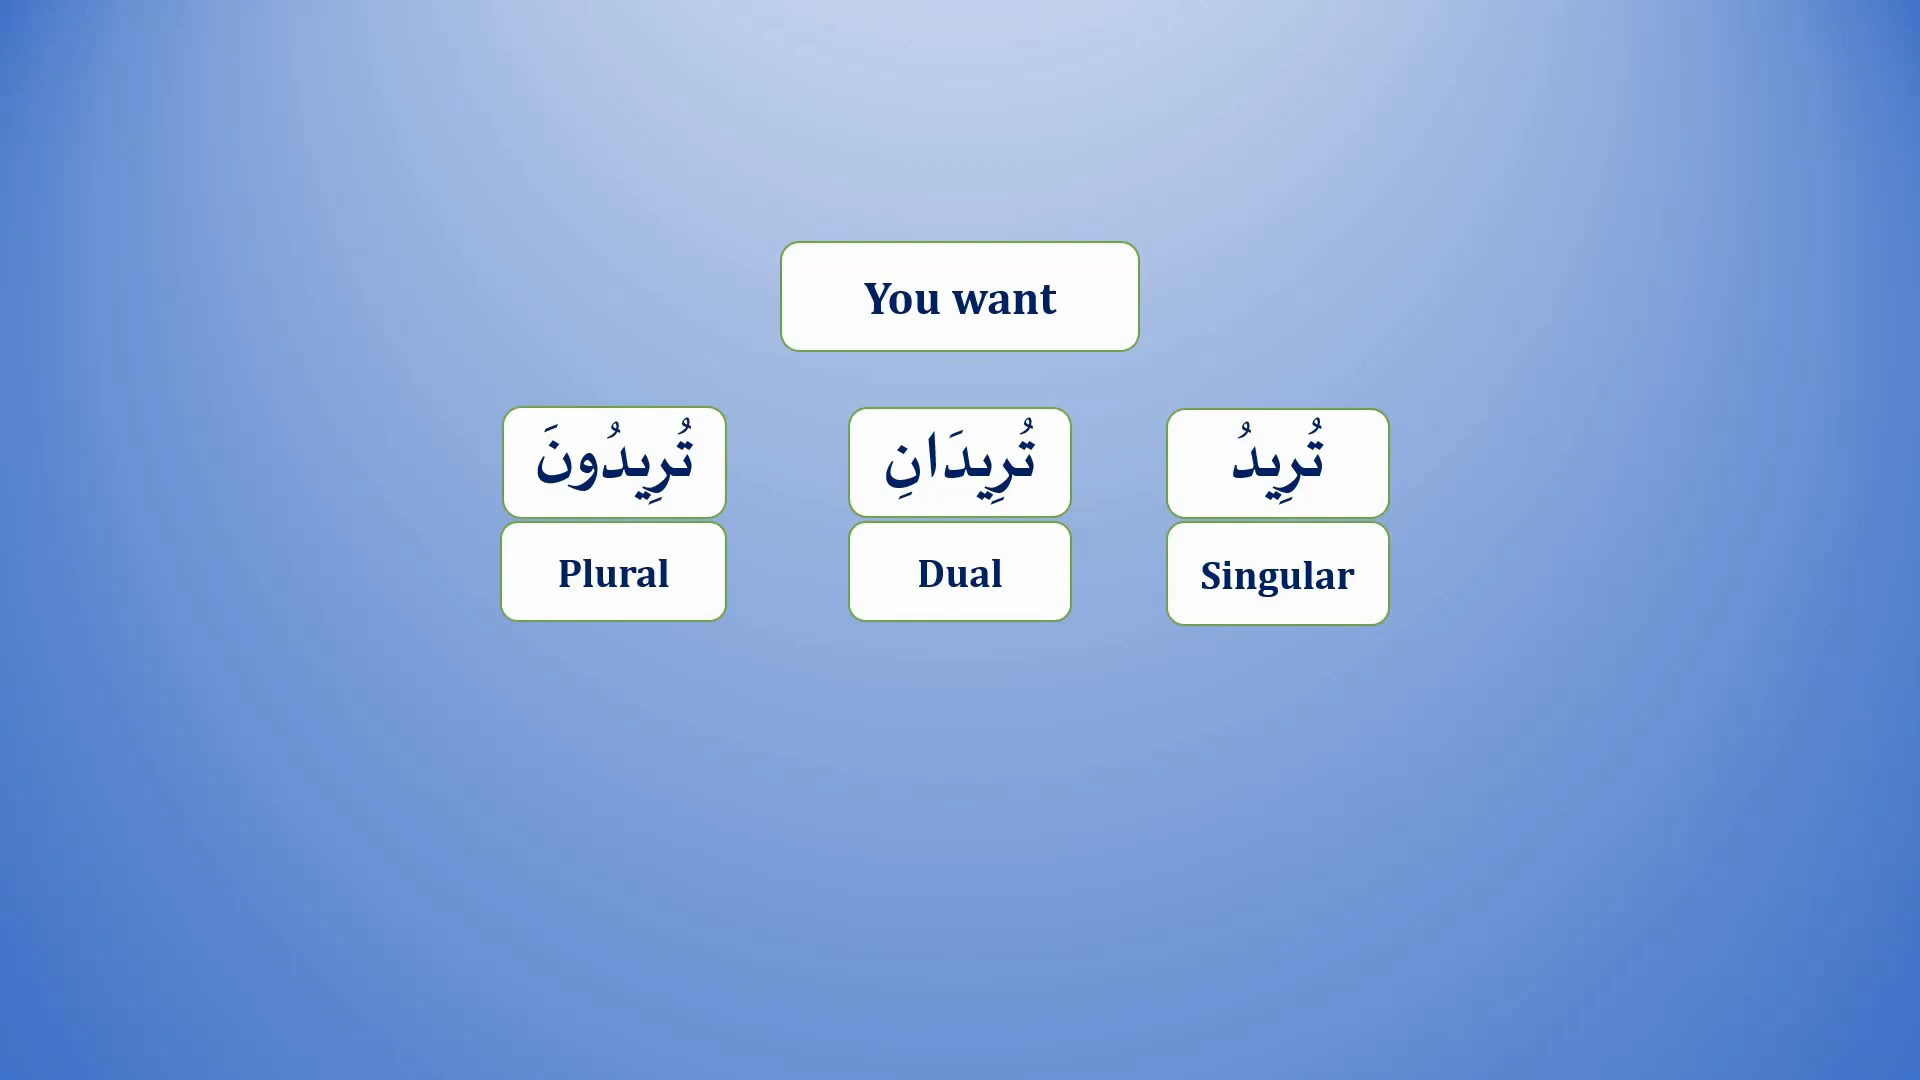 You want
تُرِيدُ
تُرِيدَانِ
تُرِيدُونَ
Singular
Dual
Plural